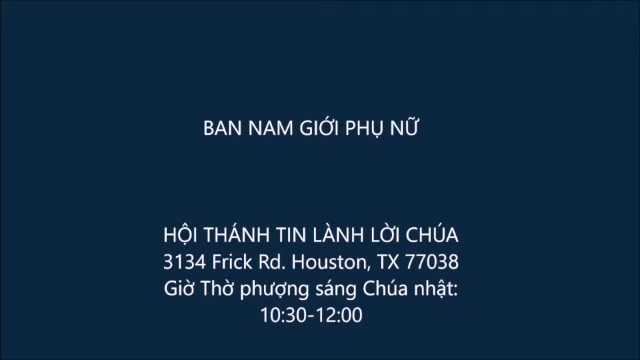 BAN NAM GIỚI PHỤ NỮ
HỘI THÁNH TIN LÀNH LỜI CHÚA
3134 Frick Rd. Houston, TX 77038
Giờ Thờ phượng sáng Chúa nhật:
10:30-12:00